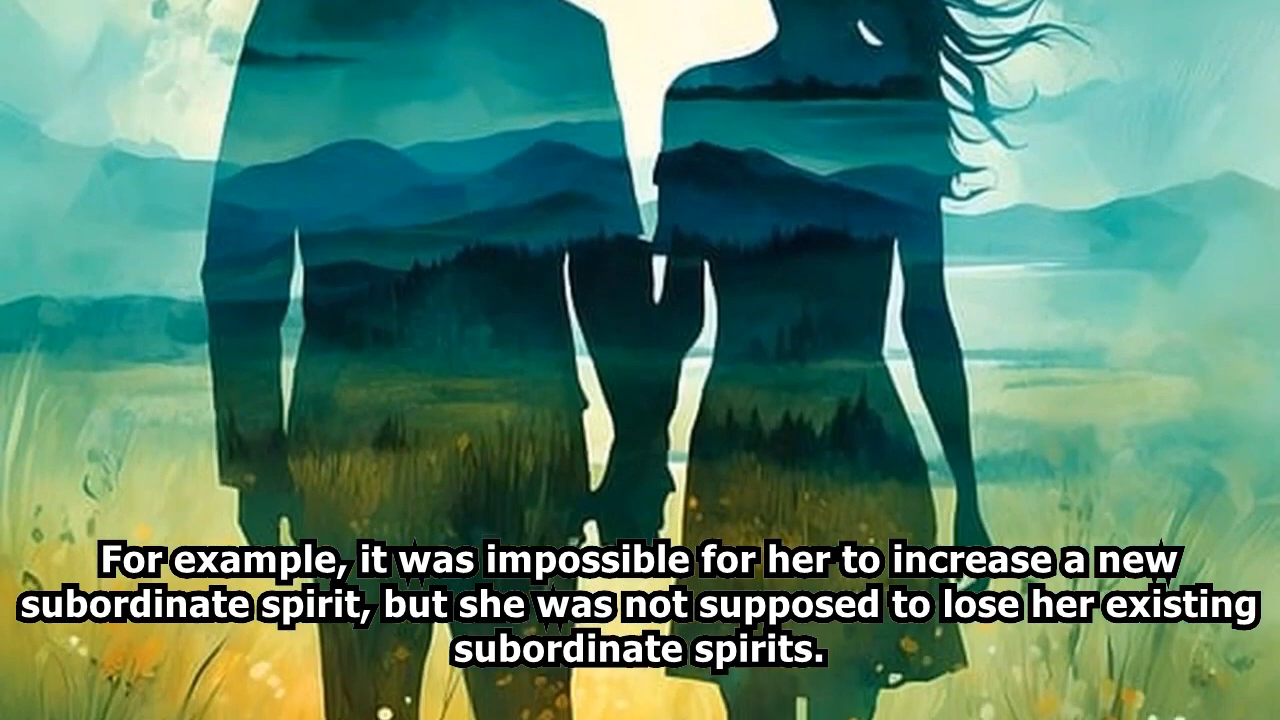 For example, it was impossible for her to increase a new
subordinate spirit, but she was not supposed to lose her existing
subordinate spirits.